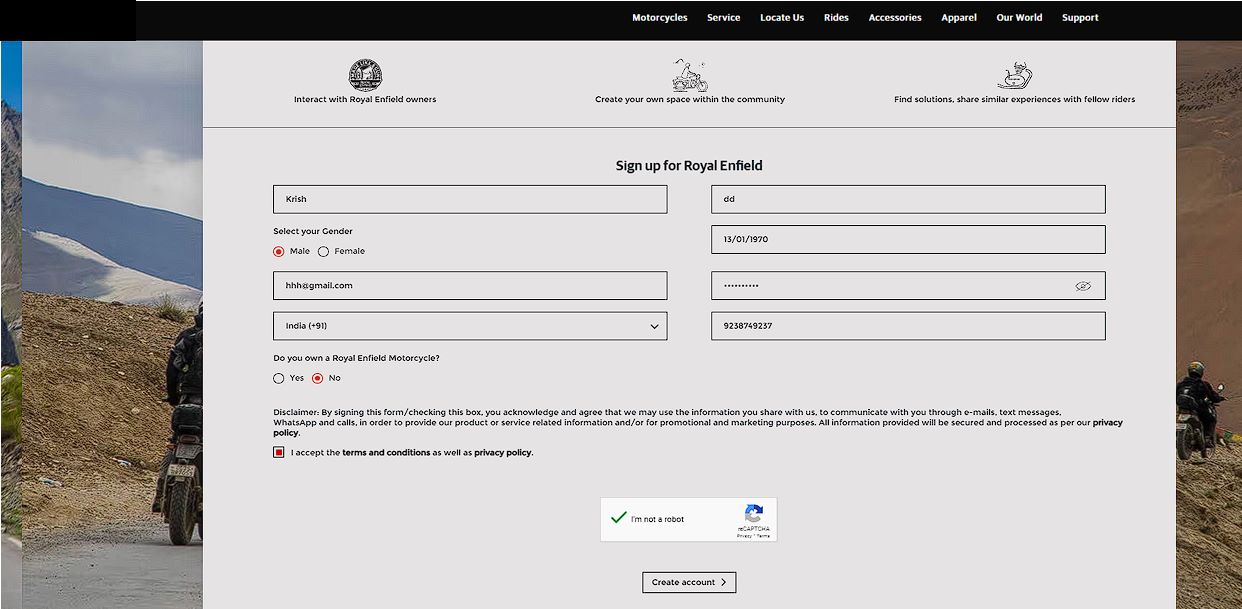 Motorcycles Service Locate Us Rides Accessories Apparel Our World Support
Interact with Royal Enfield owners
Create your own space within the community
Find solutions, share similar experiences with fellow riders
Sign up for Royal Enfield
Krish
dd
Select your Gender
Male Female
13/01/1970
hhh@gmail.com
••••••••••
India (+91)
9238749237
Do you own a Royal Enfield Motorcycle?
Yes No
Disclaimer: By signing this form/checking this box, you acknowledge and agree that we may use the information you share with us, to communicate with you through e-mails, text messages,
WhatsApp and calls, in order to provide our product or service related information and/or for promotional and marketing purposes. All information provided will be secured and processed as per our privacy
policy.
I accept the terms and conditions as well as privacy policy.
I'm not a robot
reCAPTCHA
Privacy - Terms
Create account